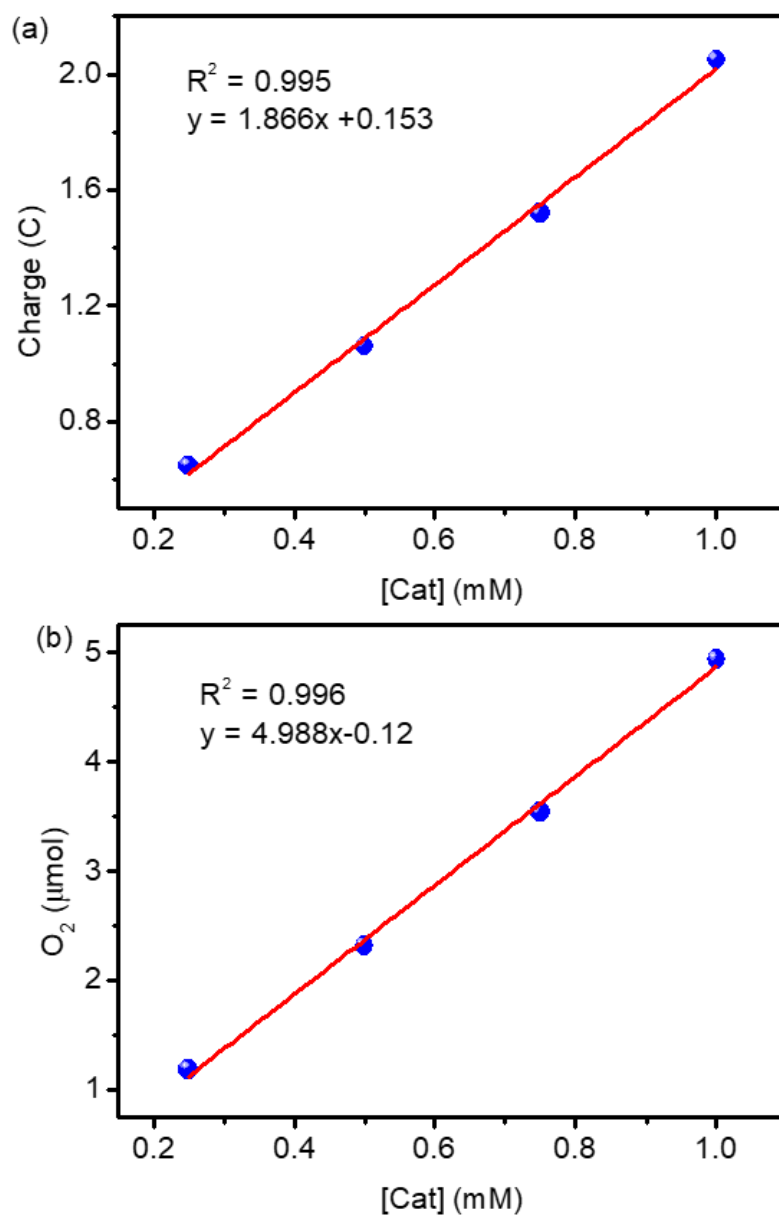 (a)
R² = 0.995
y = 1.866x +0.153
Charge (C)
2.0
1.6
1.2
0.8
0.2 0.4 0.6 0.8 1.0
[Cat] (mM)
(b)
R² = 0.996
y = 4.988x-0.12
O₂ (μmol)
5
4
3
2
1
0.2 0.4 0.6 0.8 1.0
[Cat] (mM)